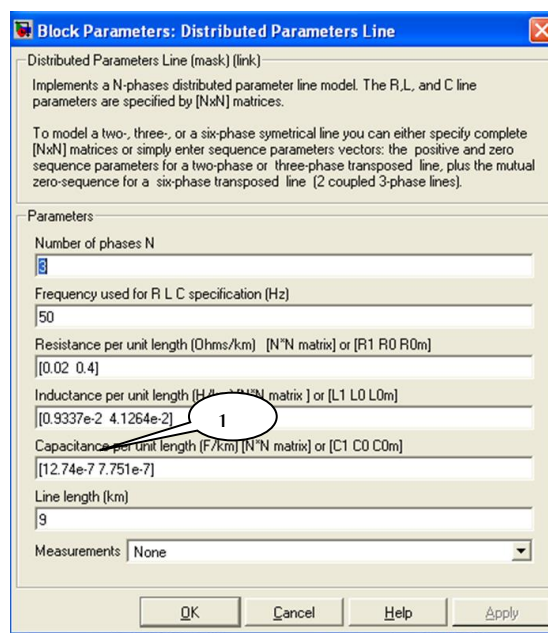 Block Parameters: Distributed Parameters Line
Distributed Parameters Line (mask) (link)
Implements a N-phases distributed parameter line model. The R,L, and C line
parameters are specified by [NxN] matrices.
To model a two-, three-, or a six-phase symetrical line you can either specify complete
[NxN] matrices or simply enter sequence parameters vectors: the positive and zero
sequence parameters for a two-phase or three-phase transposed line, plus the mutual
zero-sequence for a six-phase transposed line (2 coupled 3-phase lines).
Parameters
Number of phases N
3
Frequency used for R L C specification (Hz)
50
Resistance per unit length (Ohms/km) [N*N matrix] or [R1 R0 R0m]
[0.02 0.4]
Inductance per unit length (H/km) [N*N matrix ] or [L1 L0 L0m]
[0.9337e-2 4.1264e-2]
1
Capacitance per unit length (F/km) [N*N matrix] or [C1 C0 C0m]
[12.74e-7 7.751e-7]
Line length (km)
9
Measurements None
OK Cancel Help Apply